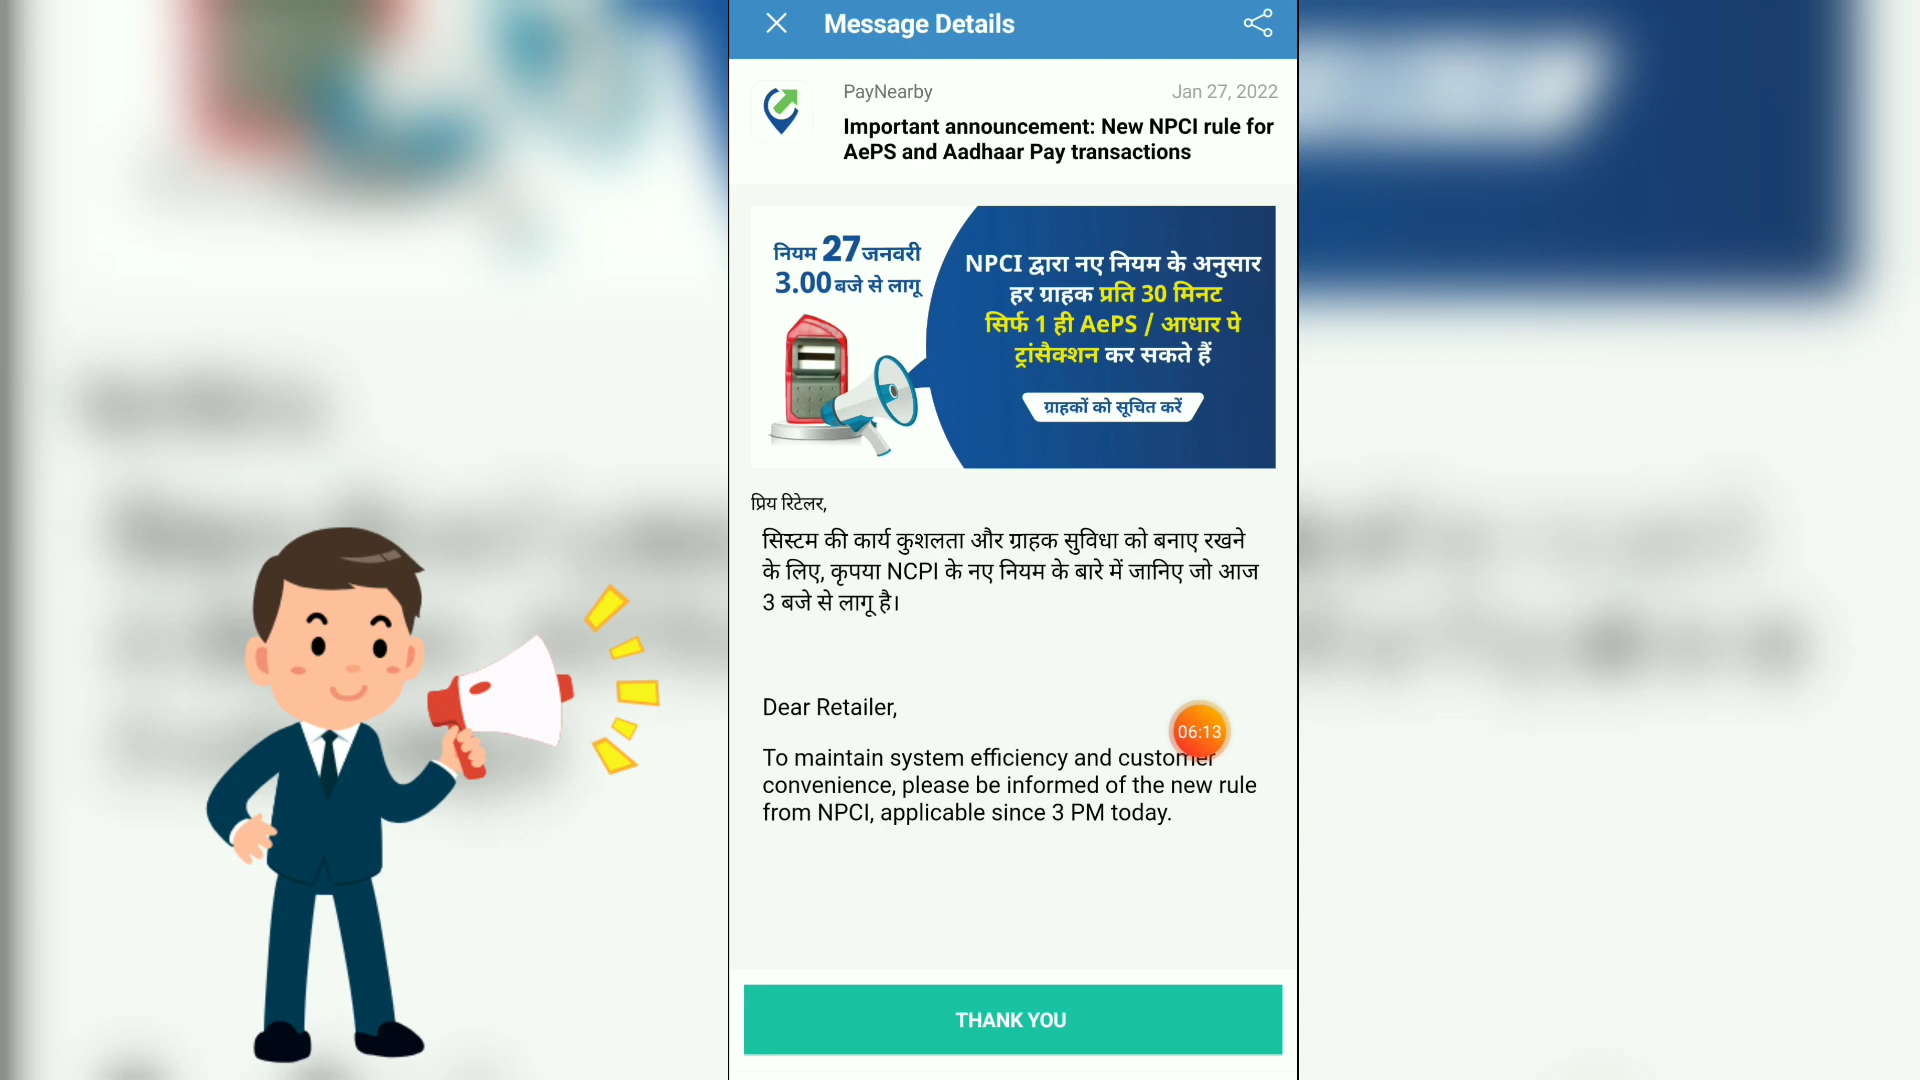 Message Details
PayNearby
Jan 27, 2022
Important announcement: New NPCI rule for
AePS and Aadhaar Pay transactions
नियम 27 जनवरी
3.00 बजे से लागू
NPCI द्वारा नए नियम के अनुसार
हर ग्राहक प्रति 30 मिनट
सिर्फ 1 ही AePS / आधार पे
ट्रांसैक्शन कर सकते हैं
ग्राहकों को सूचित करें
प्रिय रिटेलर,
सिस्टम की कार्य कुशलता और ग्राहक सुविधा को बनाए रखने
के लिए, कृपया NCPI के नए नियम के बारे में जानिए जो आज
3 बजे से लागू है।
Dear Retailer,
06:13
To maintain system efficiency and customer
convenience, please be informed of the new rule
from NPCI, applicable since 3 PM today.
THANK YOU